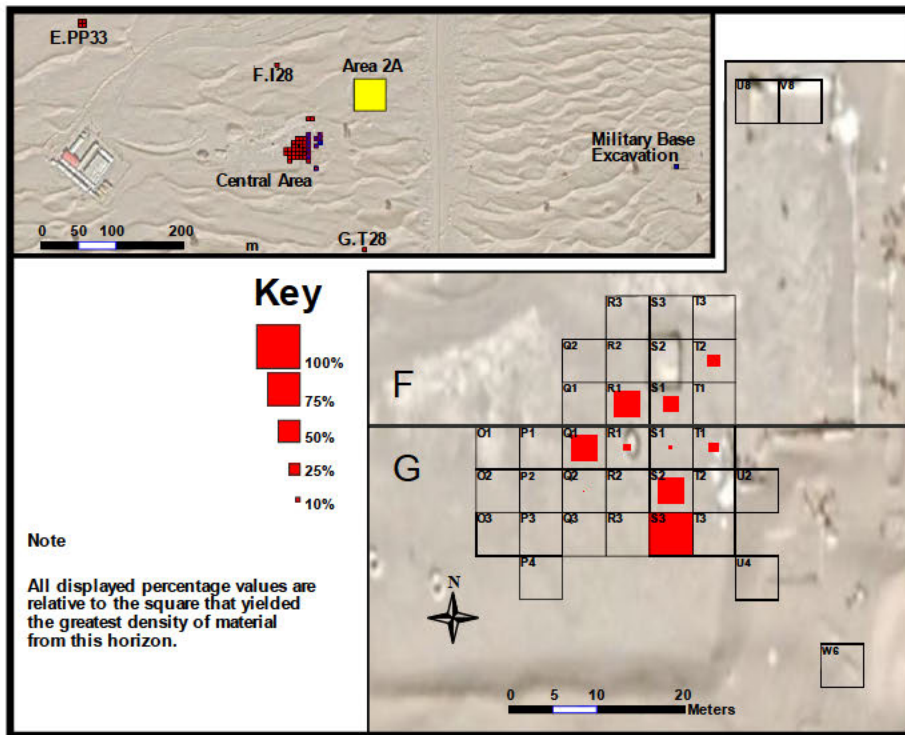 E.PP33
F.I28
Area 2A
Military Base
Excavation
Central Area
G.T28
0 50 100 200
m
U8 V8
Key
100%
75%
50%
25%
10%
R3 S3 T3
Q2 R2 S2 T2
F
Q1 R1 S1 T1
G
O1 P1 Q1 R1 S1 T1
O2 P2 Q2 R2 S2 T2 U2
O3 P3 Q3 R3 S3 T3
P4 U4
Note
All displayed percentage values are
relative to the square that yielded
the greatest density of material
from this horizon.
N
W6
0 5 10 20
Meters